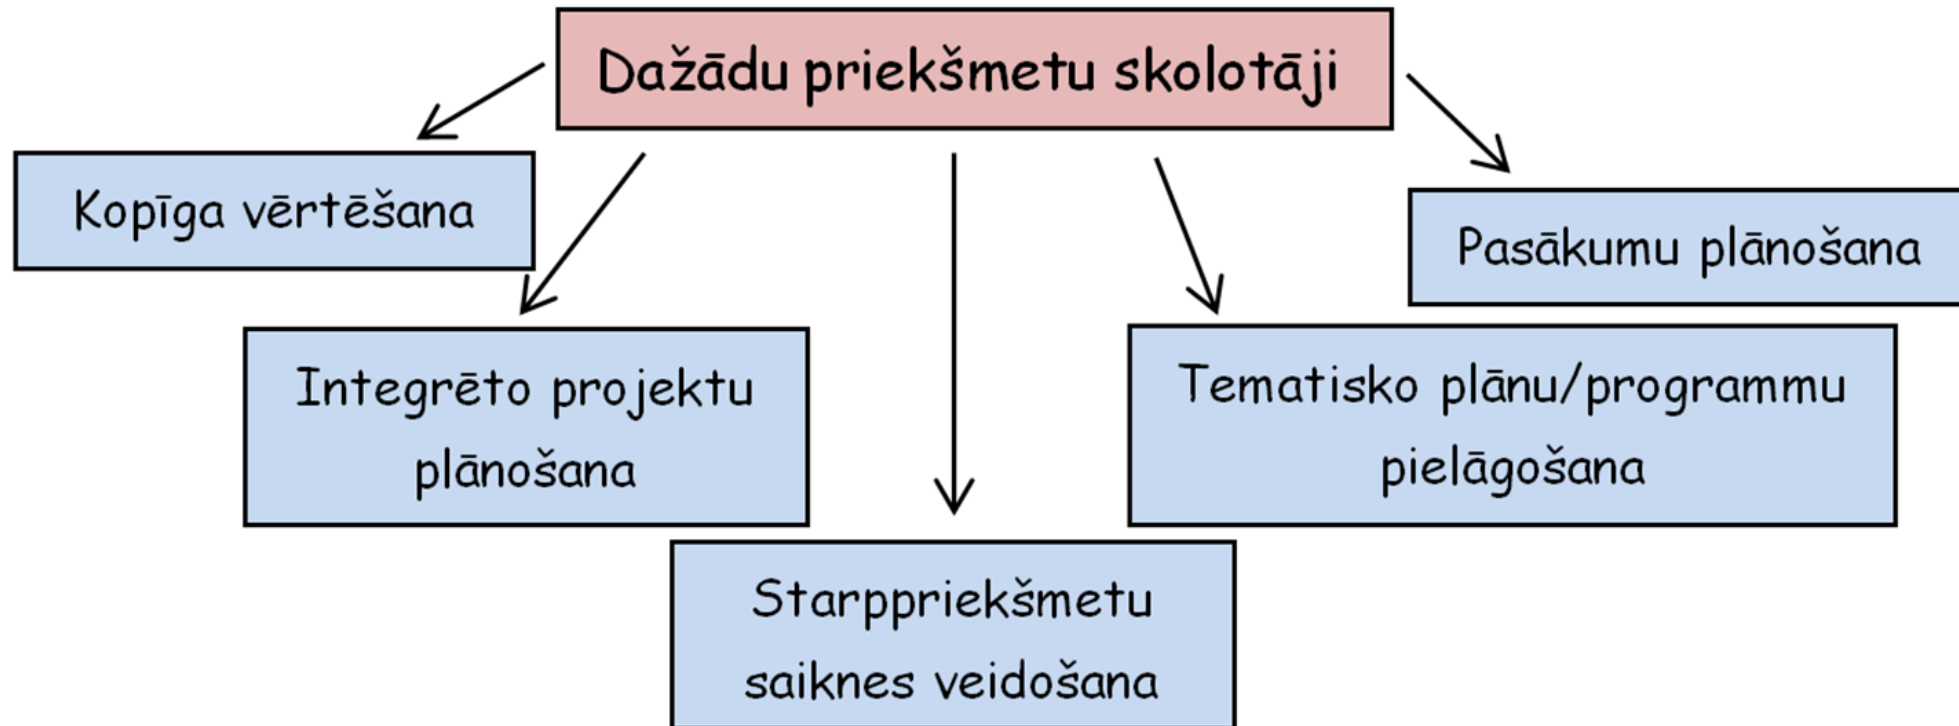 Dažādu priekšmetu skolotāji
Kopīga vērtēšana
Pasākumu plānošana
Integrēto projektu
plānošana
Tematisko plānu/programmu
pielāgošana
Starppriekšmetu
saiknes veidošana